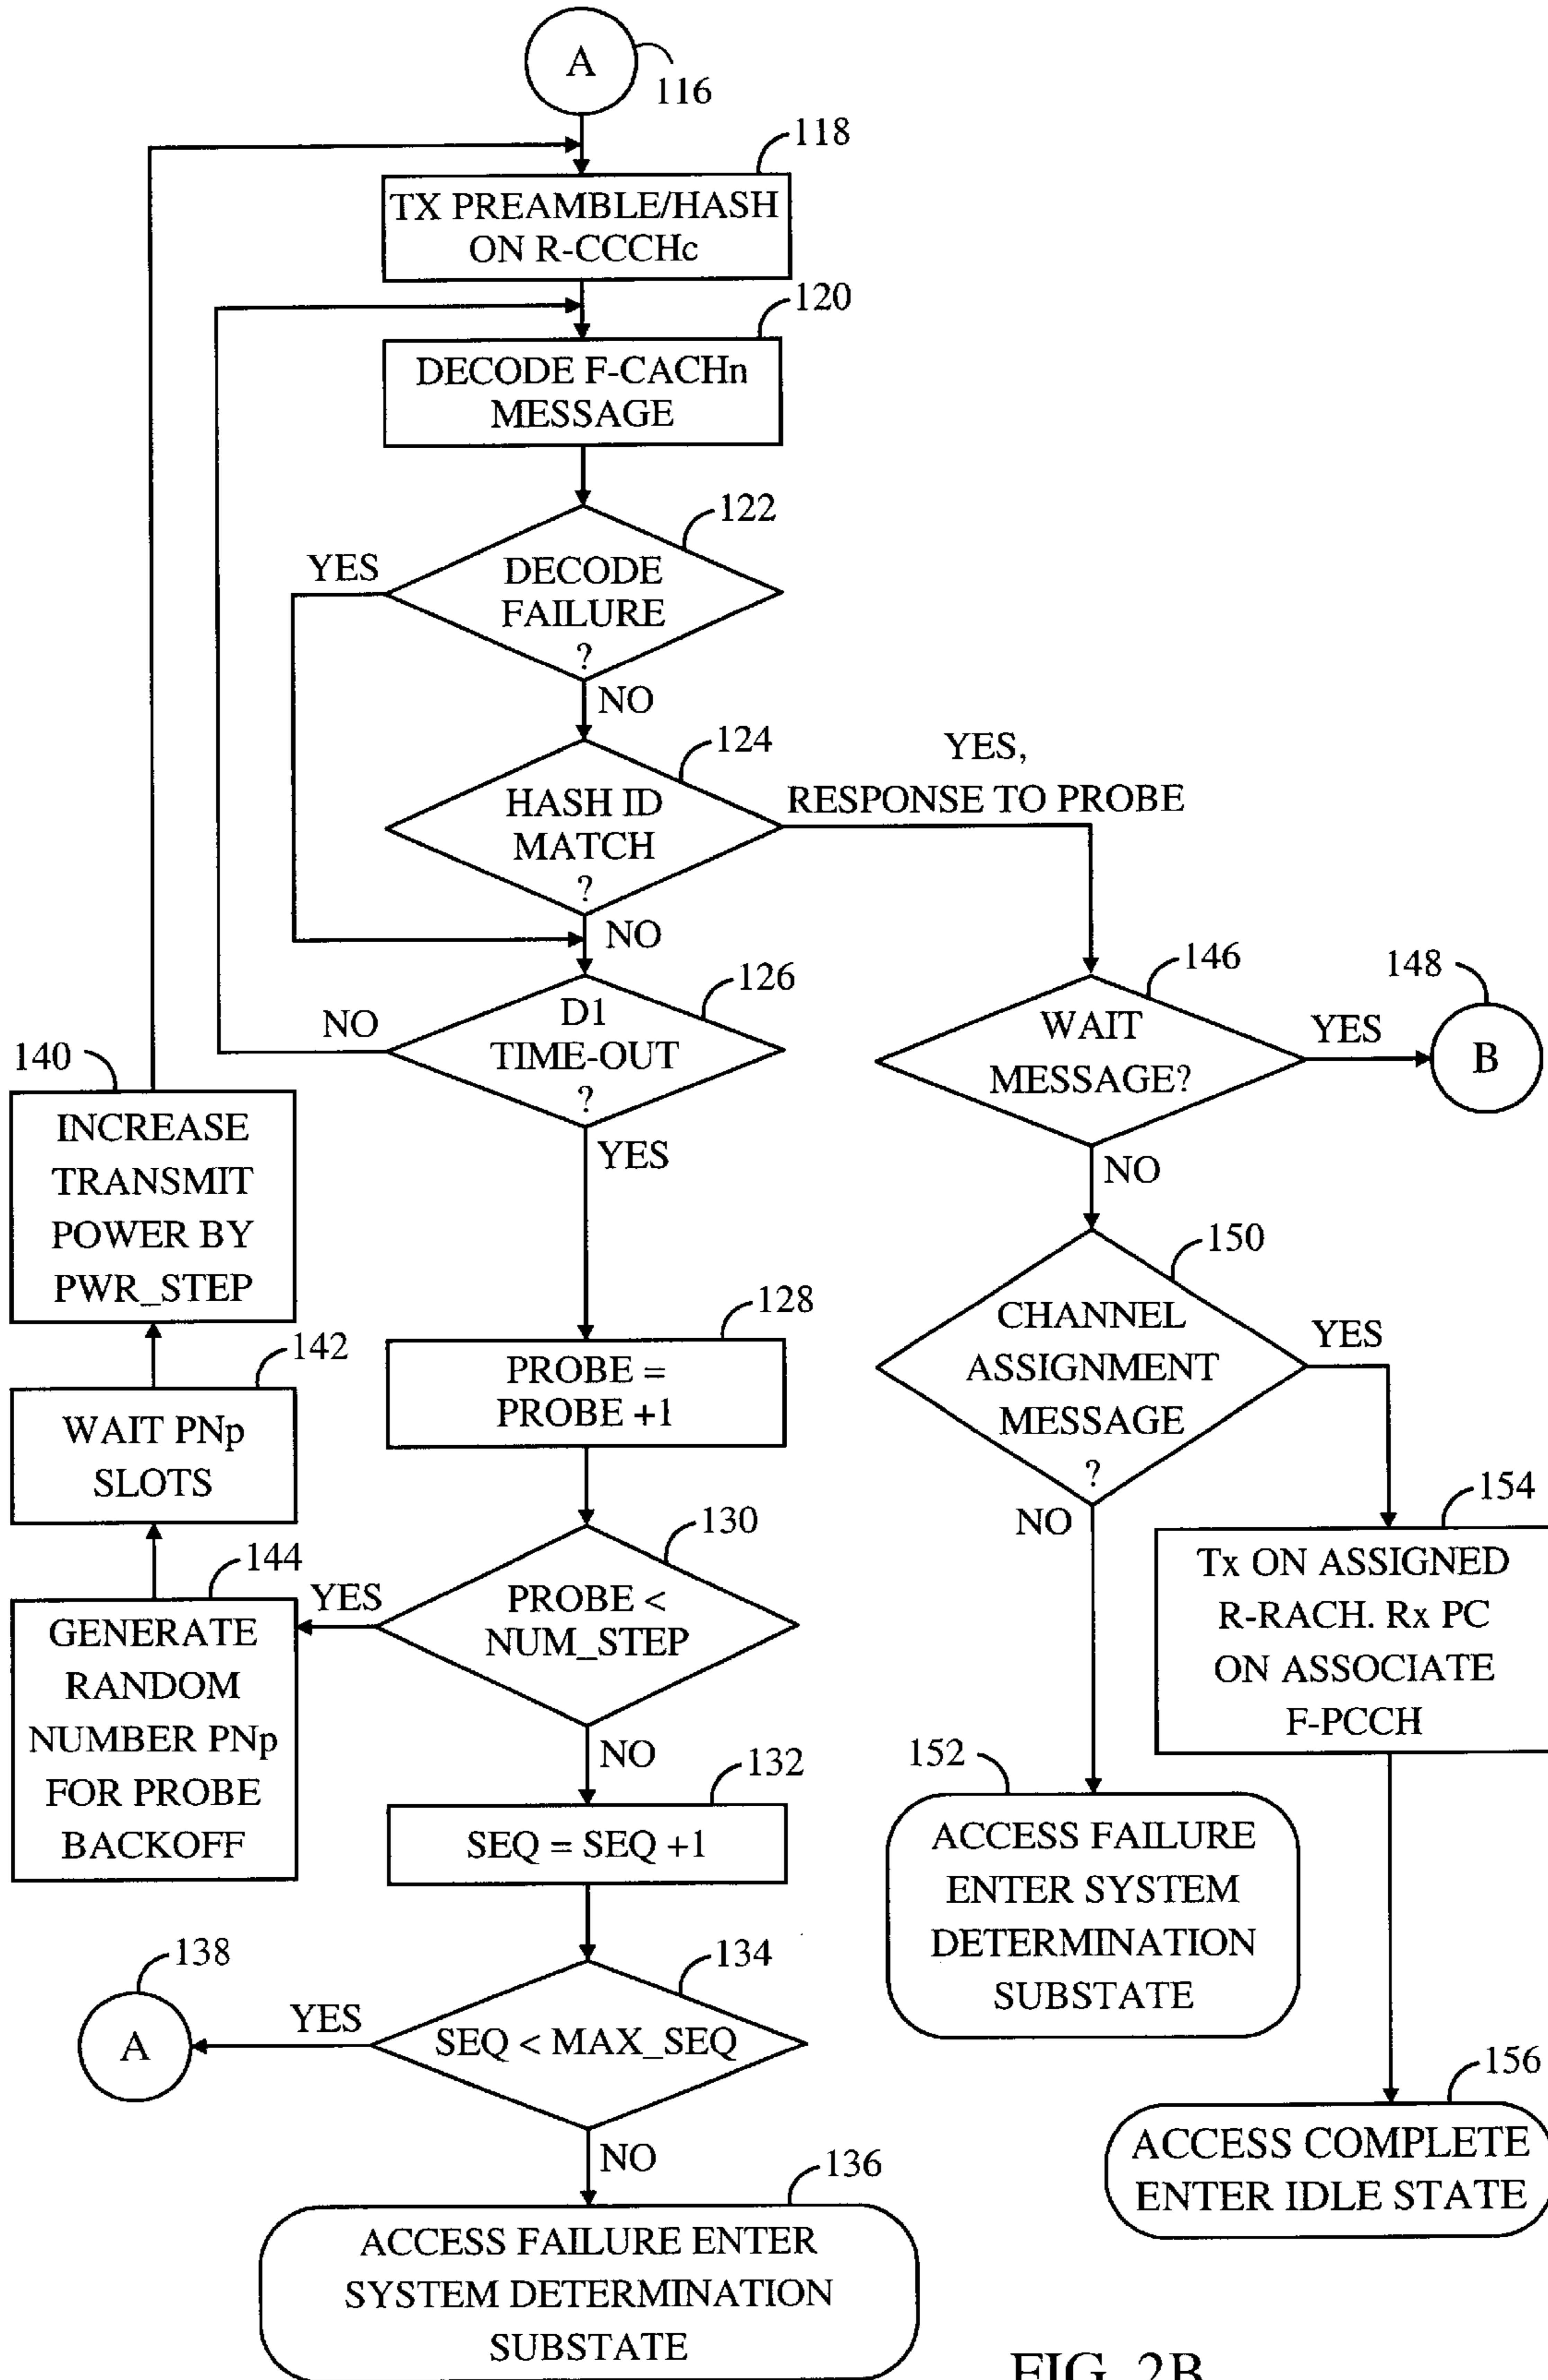 A
116
118
TX PREAMBLE/HASH
ON R-CCCHc
120
DECODE F-CACHn
MESSAGE
122
YES
DECODE
FAILURE
?
NO
124
HASH ID
MATCH
?
YES,
RESPONSE TO PROBE
NO
126
D1
TIME-OUT
?
NO
YES
146
WAIT
MESSAGE?
YES
148
B
NO
140
INCREASE
TRANSMIT
POWER BY
PWR_STEP
142
WAIT PNp
SLOTS
144
GENERATE
RANDOM
NUMBER PNp
FOR PROBE
BACKOFF
128
PROBE =
PROBE +1
130
YES
PROBE <
NUM_STEP
NO
132
SEQ = SEQ +1
134
SEQ < MAX_SEQ
YES
138
A
NO
136
ACCESS FAILURE ENTER
SYSTEM DETERMINATION
SUBSTATE
150
CHANNEL
ASSIGNMENT
MESSAGE
?
YES
NO
152
ACCESS FAILURE
ENTER SYSTEM
DETERMINATION
SUBSTATE
154
Tx ON ASSIGNED
R-RACH. Rx PC
ON ASSOCIATE
F-PCCH
156
ACCESS COMPLETE
ENTER IDLE STATE
FIG. 2B